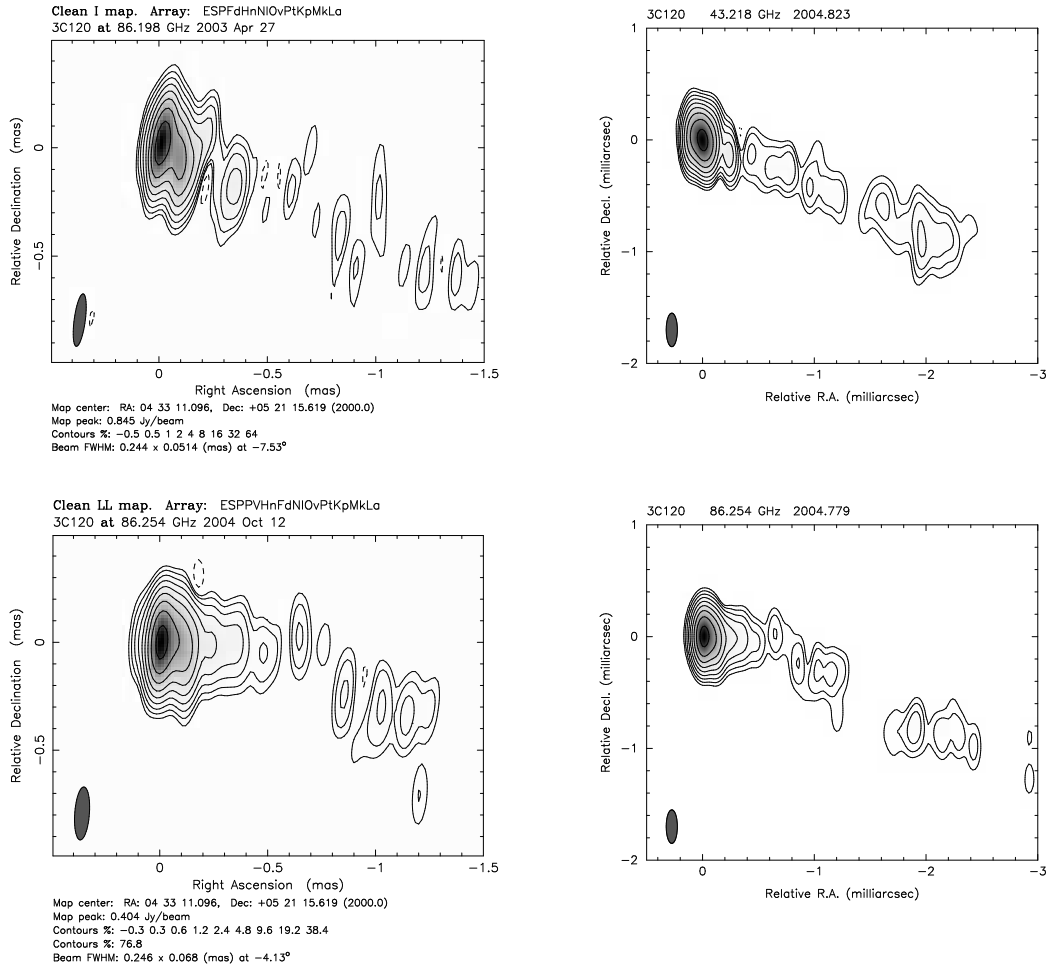 Clean I map. Array: ESPFdHnNlOvPtKpMkLa
3C120 at 86.198 GHz 2003 Apr 27
Relative Declination (mas)
0
−0.5
0
−0.5
−1
−1.5
Right Ascension (mas)
Map center: RA: 04 33 11.096, Dec: +05 21 15.619 (2000.0)
Map peak: 0.845 Jy/beam
Contours %: −0.5 0.5 1 2 4 8 16 32 64
Beam FWHM: 0.244 x 0.0514 (mas) at −7.53°
3C120 43.218 GHz 2004.823
Relative Decl. (milliarcsec)
1
0
−1
−2
0
−1
−2
−3
Relative R.A. (milliarcsec)
Clean LL map. Array: ESPPVHnFdNlOvPtKpMkLa
3C120 at 86.254 GHz 2004 Oct 12
Relative Declination (mas)
0
−0.5
0
−0.5
−1
−1.5
Right Ascension (mas)
Map center: RA: 04 33 11.096, Dec: +05 21 15.619 (2000.0)
Map peak: 0.404 Jy/beam
Contours %: −0.3 0.3 0.6 1.2 2.4 4.8 9.6 19.2 38.4
Contours %: 76.8
Beam FWHM: 0.246 x 0.068 (mas) at −4.13°
3C120 86.254 GHz 2004.779
Relative Decl. (milliarcsec)
1
0
−1
−2
0
−1
−2
−3
Relative R.A. (milliarcsec)